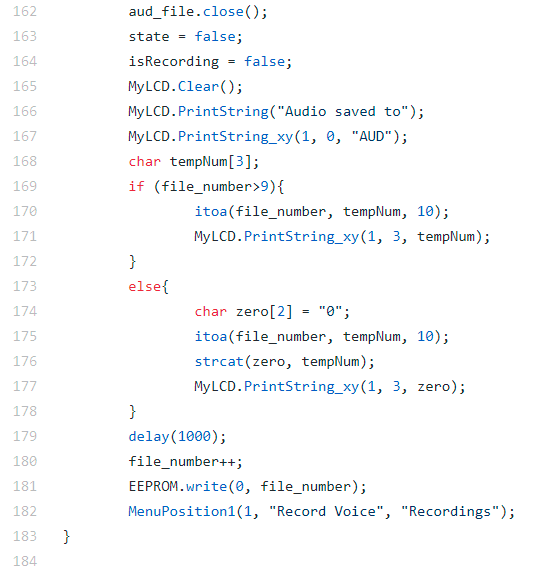 162 aud_file.close();
163 state = false;
164 isRecording = false;
165 MyLCD.Clear();
166 MyLCD.PrintString("Audio saved to");
167 MyLCD.PrintString_xy(1, 0, "AUD");
168 char tempNum[3];
169 if (file_number>9){
170 itoa(file_number, tempNum, 10);
171 MyLCD.PrintString_xy(1, 3, tempNum);
172 }
173 else{
174 char zero[2] = "0";
175 itoa(file_number, tempNum, 10);
176 strcat(zero, tempNum);
177 MyLCD.PrintString_xy(1, 3, zero);
178 }
179 delay(1000);
180 file_number++;
181 EEPROM.write(0, file_number);
182 MenuPosition1(1, "Record Voice", "Recordings");
183 }
184